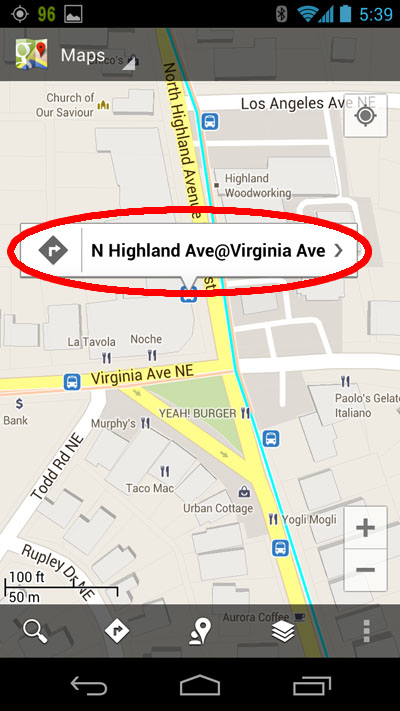 96
5:39
Maps
Church of
Our Saviour
North Highland Avenue
Los Angeles Ave NE
Highland
Woodworking
N Highland Ave@Virginia Ave
st
La Tavola
Noche
Virginia Ave NE
$
Bank
YEAH! BURGER
Paolo's Gelato
Italiano
Murphy's
Todd Rd NE
Taco Mac
Urban Cottage
Yogli Mogli
Rupley Dr NE
100 ft
50 m
Aurora Coffee
+
−